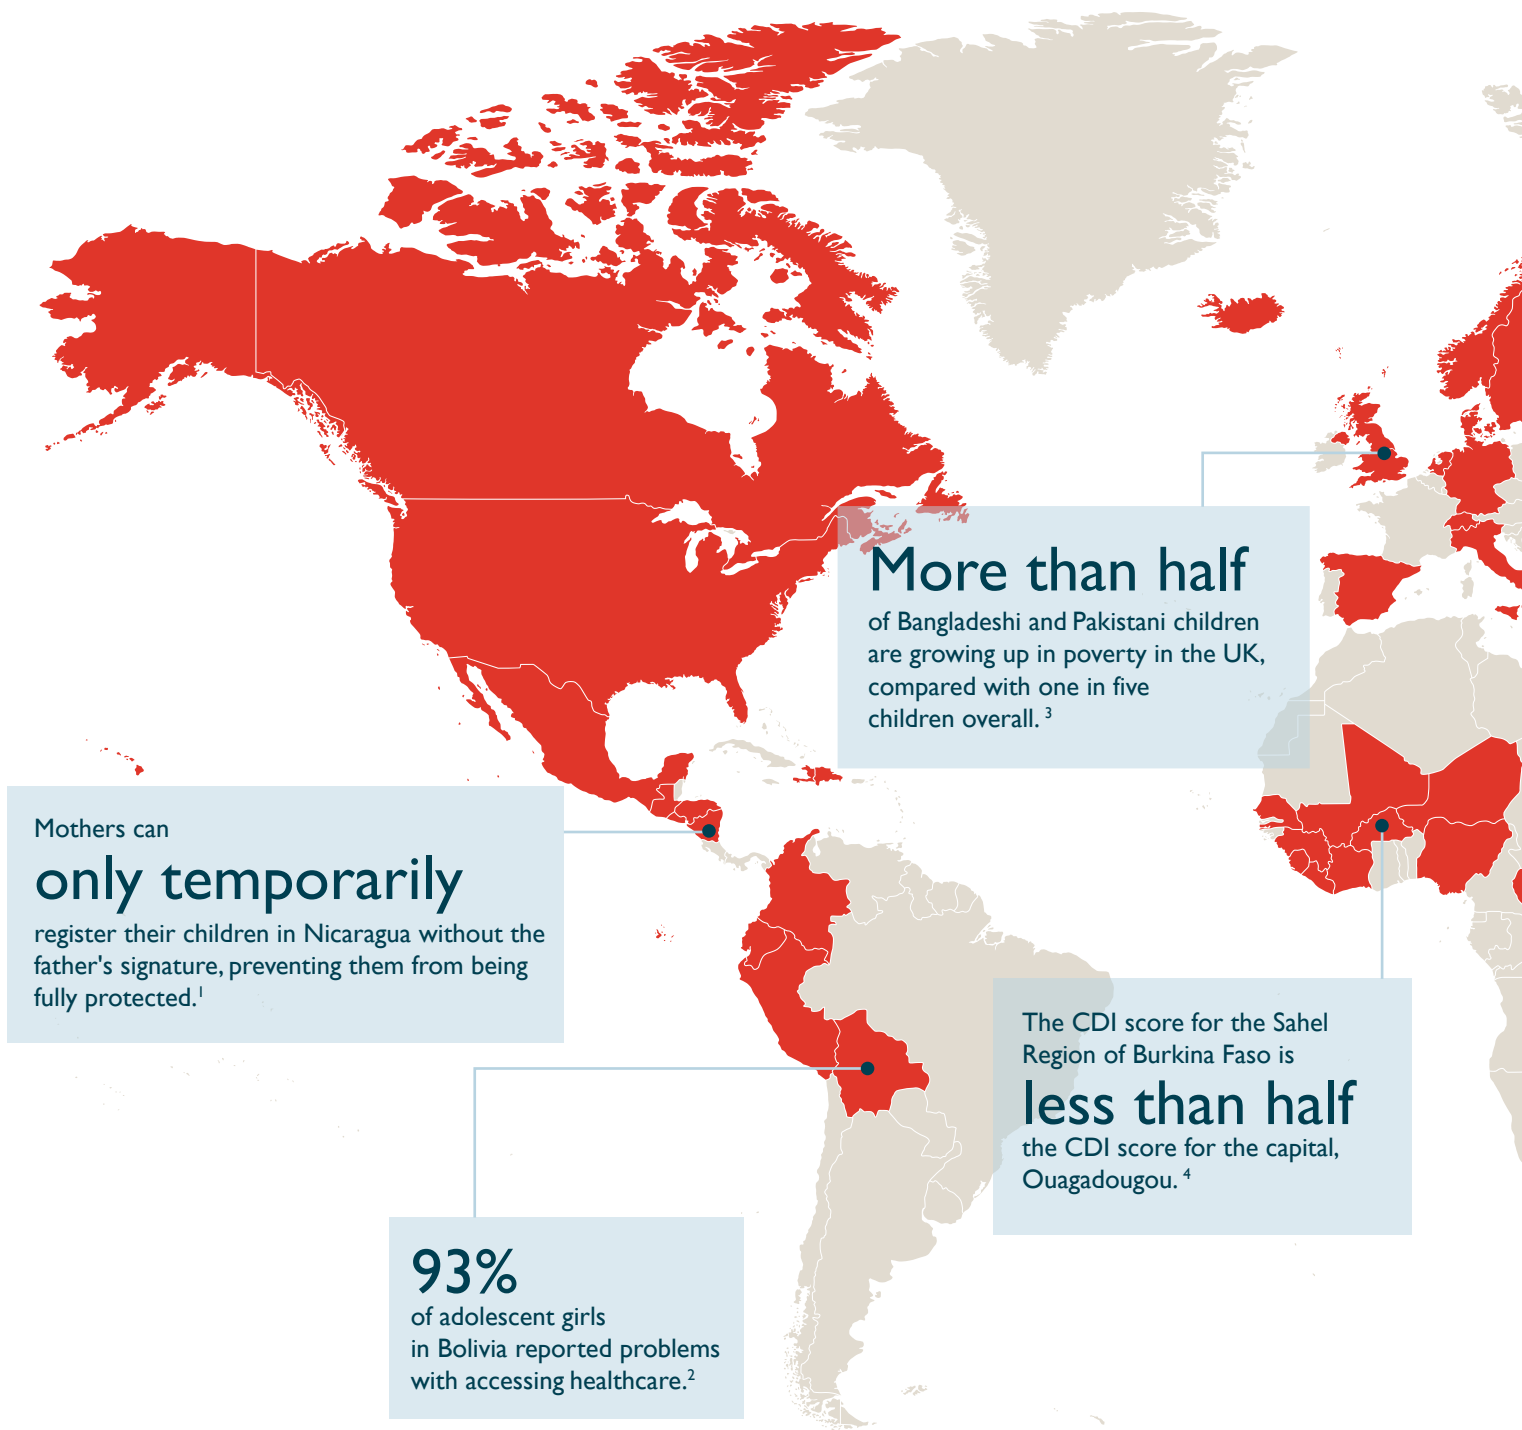 More than half
of Bangladeshi and Pakistani children
are growing up in poverty in the UK,
compared with one in five
children overall. 3
Mothers can
only temporarily
register their children in Nicaragua without the
father's signature, preventing them from being
fully protected.1
The CDI score for the Sahel
Region of Burkina Faso is
less than half
the CDI score for the capital,
Ouagadougou. 4
93%
of adolescent girls
in Bolivia reported problems
with accessing healthcare.2